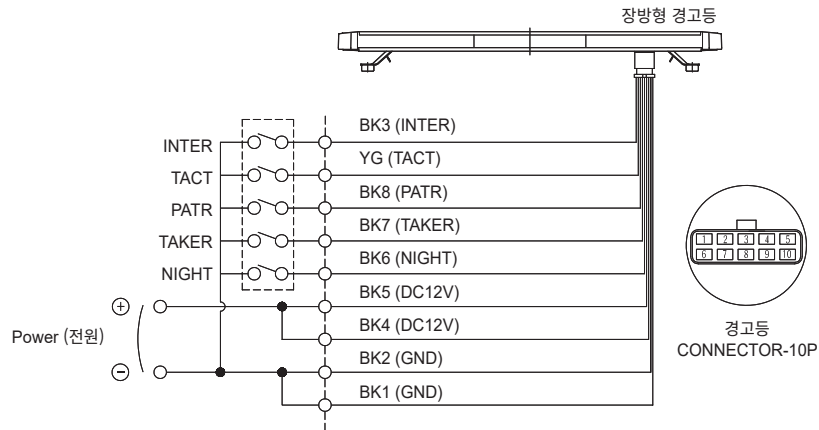 장방형 경고등
BK3 (INTER)
INTER
YG (TACT)
TACT
BK8 (PATR)
PATR
BK7 (TAKER)
TAKER
BK6 (NIGHT)
NIGHT
BK5 (DC12V)
+
BK4 (DC12V)
Power (전원)
BK2 (GND)
−
BK1 (GND)
1 2 3 4 5
6 7 8 9 10
경고등
CONNECTOR-10P